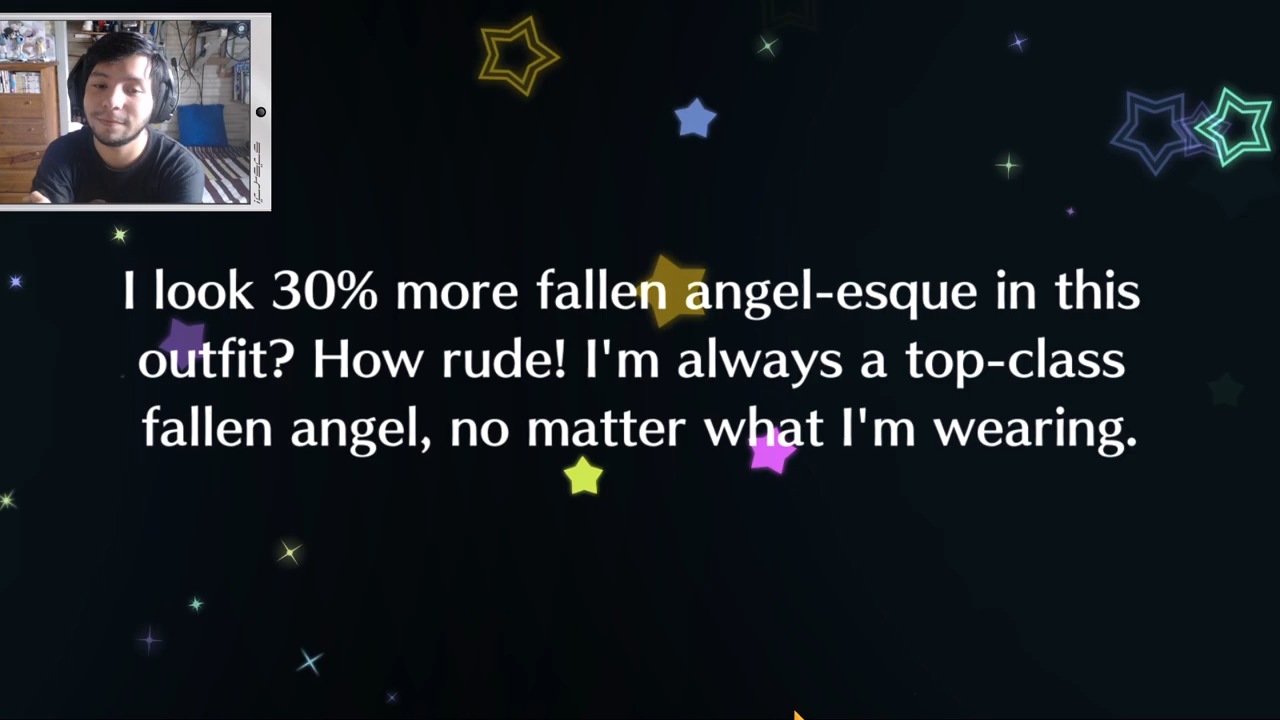 I look 30% more fallen angel-esque in this
outfit? How rude! I'm always a top-class
fallen angel, no matter what I'm wearing.